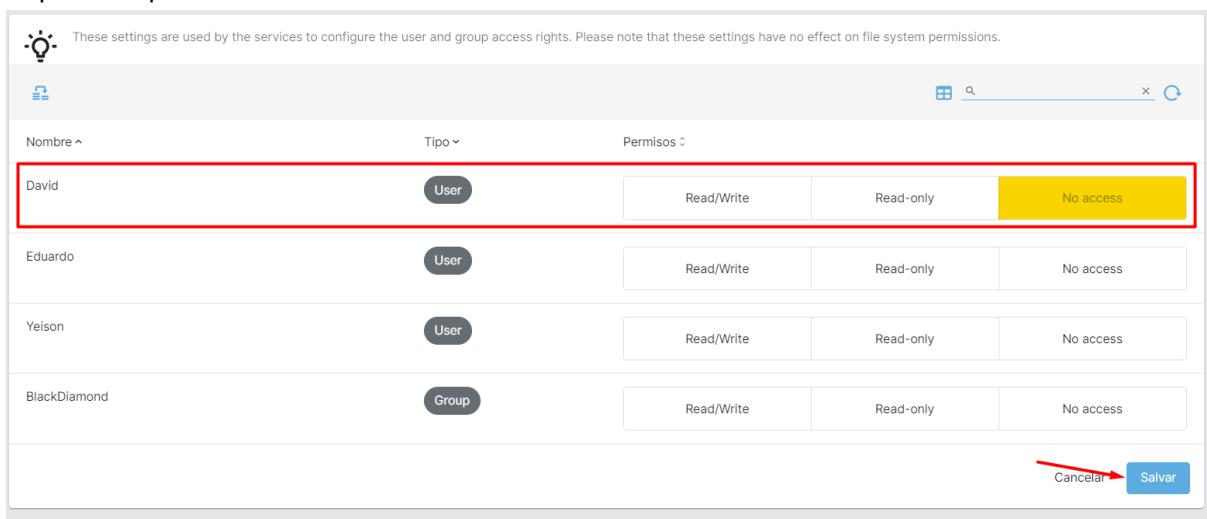 These settings are used by the services to configure the user and group access rights. Please note that these settings have no effect on file system permissions.
Nombre Tipo Permisos
David User Read/Write Read-only No access
Eduardo User Read/Write Read-only No access
Yeison User Read/Write Read-only No access
BlackDiamond Group Read/Write Read-only No access
Cancelar Salvar